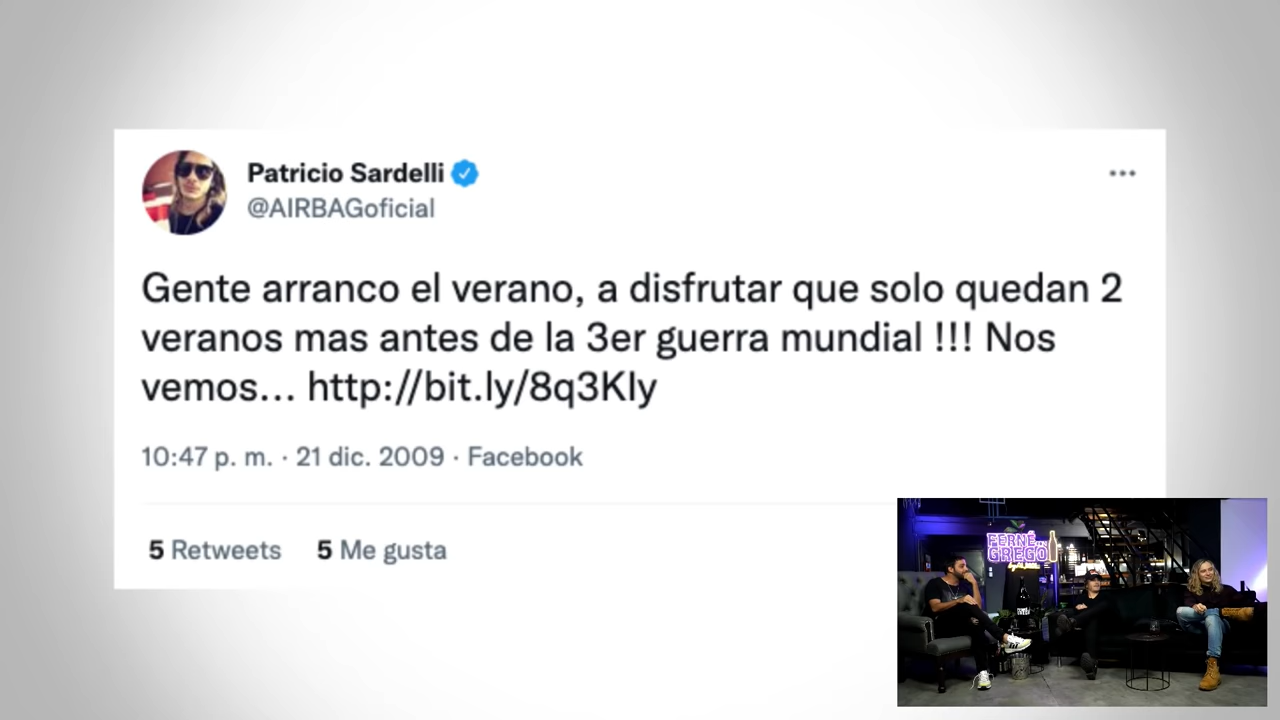 Patricio Sardelli
@AIRBAGoficial
Gente arranco el verano, a disfrutar que solo quedan 2
veranos mas antes de la 3er guerra mundial !!! Nos
vemos... http://bit.ly/8q3Kly
10:47 p. m. · 21 dic. 2009 · Facebook
5 Retweets 5 Me gusta
FERNÉ
GREGO